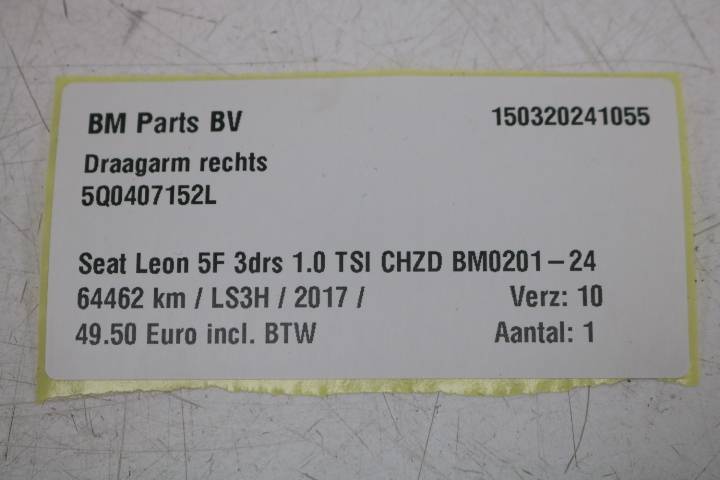 BM Parts BV 150320241055
Draagarm rechts
5Q0407152L
Seat Leon 5F 3drs 1.0 TSI CHZD BM0201-24
64462 km / LS3H / 2017 / Verz: 10
49.50 Euro incl. BTW Aantal: 1